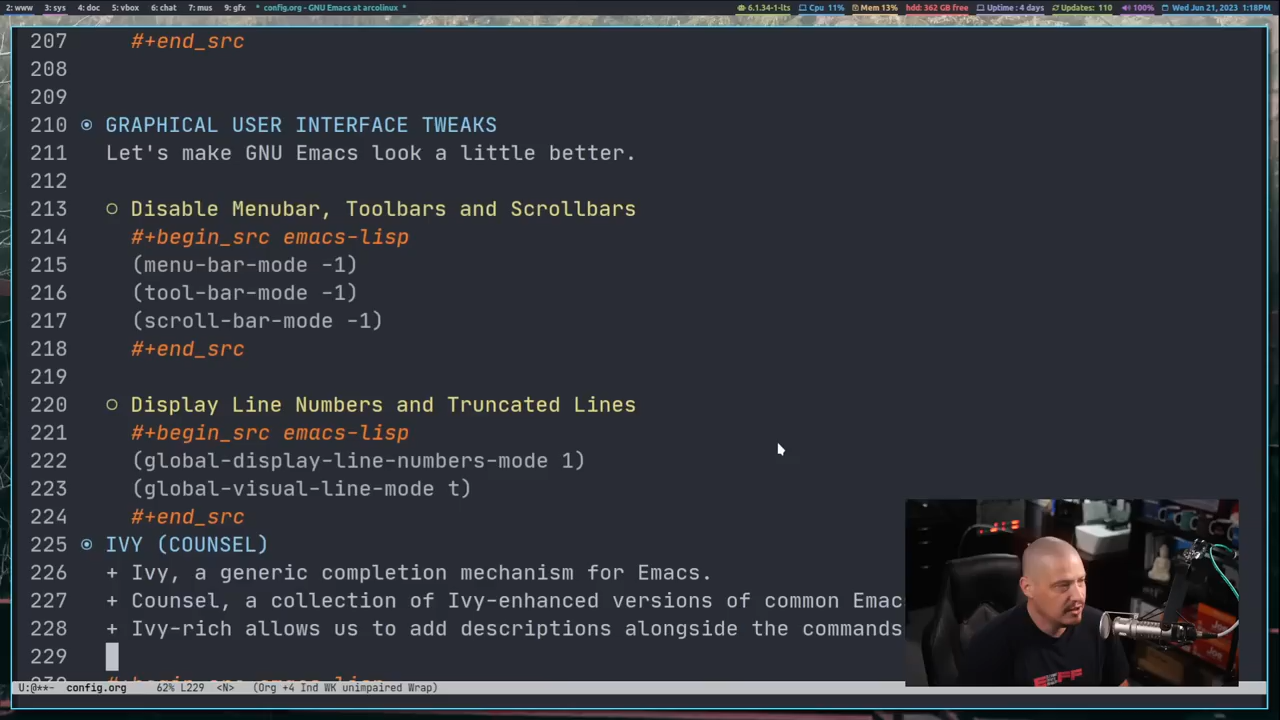 2: www 3: sys 4: doc 5: vbox 6: chat 7: mus 9: gfx * config.org - GNU Emacs at arcolinux * 6.1.34-1-lts Cpu 11% Mem 13% hdd: 362 GB free Uptime : 4 days Updates: 110 100% Wed Jun 21, 2023 1:18PM
207 #+end_src
208
209
210 GRAPHICAL USER INTERFACE TWEAKS
211 Let's make GNU Emacs look a little better.
212
213 Disable Menubar, Toolbars and Scrollbars
214 #+begin_src emacs-lisp
215 (menu-bar-mode -1)
216 (tool-bar-mode -1)
217 (scroll-bar-mode -1)
218 #+end_src
219
220 Display Line Numbers and Truncated Lines
221 #+begin_src emacs-lisp
222 (global-display-line-numbers-mode 1)
223 (global-visual-line-mode t)
224 #+end_src
225 IVY (COUNSEL)
226 + Ivy, a generic completion mechanism for Emacs.
227 + Counsel, a collection of Ivy-enhanced versions of common Emac
228 + Ivy-rich allows us to add descriptions alongside the commands
229
U:@**- config.org 62% L229 <N> (Org +4 Ind WK unimpaired Wrap)